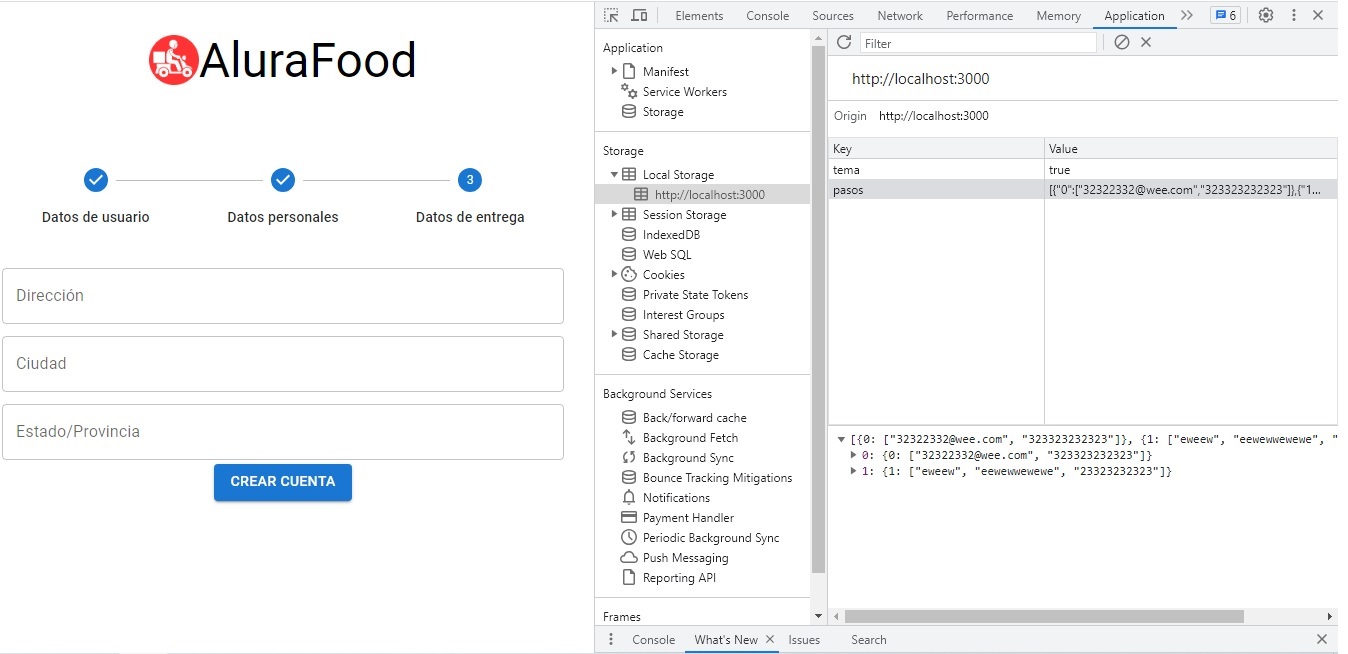 AluraFood
3
Datos de usuario
Datos personales
Datos de entrega
Dirección
Ciudad
Estado/Provincia
CREAR CUENTA
Elements Console Sources Network Performance Memory Application 6
Application
Manifest
Service Workers
Storage
Storage
Local Storage
http://localhost:3000
Session Storage
IndexedDB
Web SQL
Cookies
Private State Tokens
Interest Groups
Shared Storage
Cache Storage
Background Services
Back/forward cache
Background Fetch
Background Sync
Bounce Tracking Mitigations
Notifications
Payment Handler
Periodic Background Sync
Push Messaging
Reporting API
Frames
Filter
http://localhost:3000
Origin http://localhost:3000
Key Value
tema true
pasos [{"0":["32322332@wee.com","323323232323"]},{"1...
[{0: ["32322332@wee.com", "323323232323"]}, {1: ["eweew", "eewewwewewe", "
0: {0: ["32322332@wee.com", "323323232323"]}
1: {1: ["eweew", "eewewwewewe", "23323232323"]}
Console What's New Issues Search